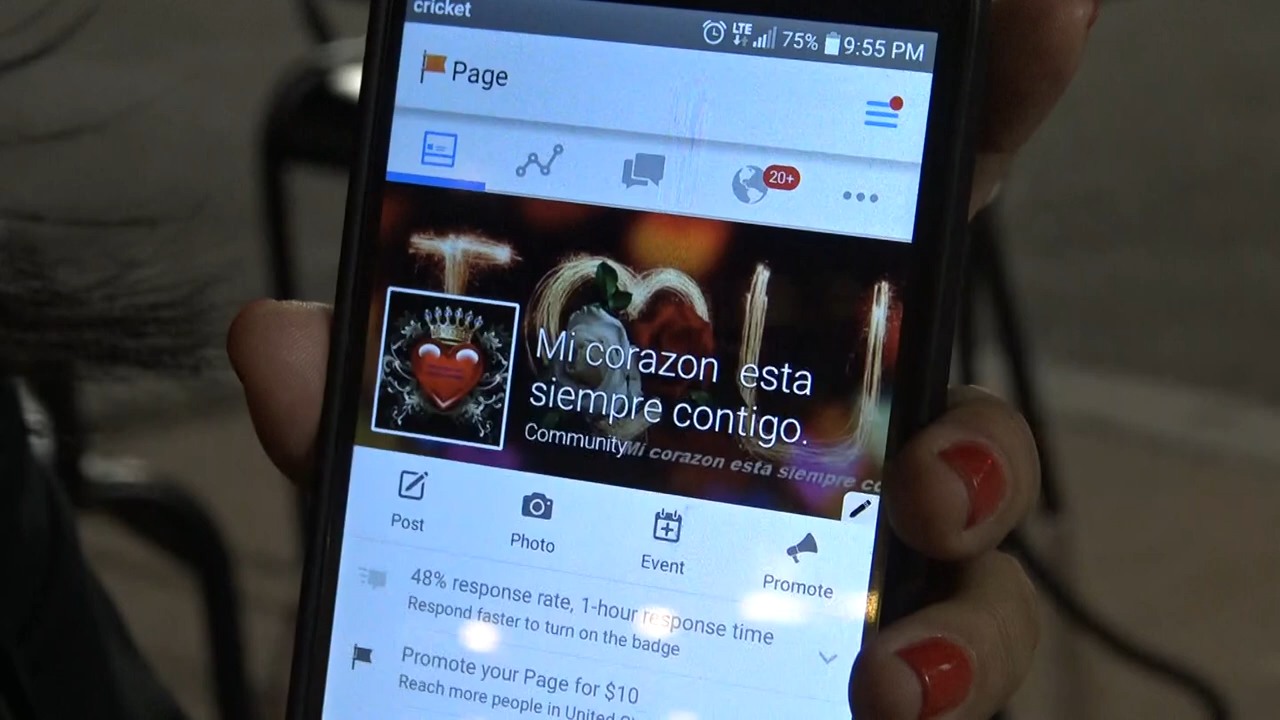 cricket
LTE 75% 9:55 PM
Page
20+
Mi corazon esta
siempre contigo.
Community
Mi corazon esta siempre co
Post Photo Event Promote
48% response rate, 1-hour response time
Respond faster to turn on the badge
Promote your Page for $10
Reach more people in United